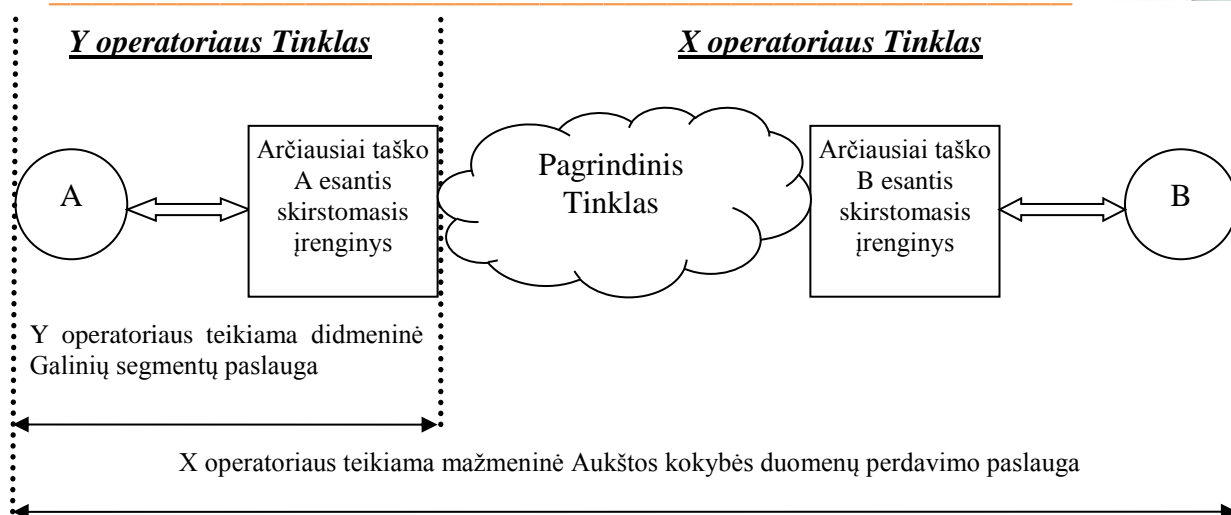 Y operatoriaus Tinklas
X operatoriaus Tinklas
A
Arčiausiai taško
A esantis
skirstomasis
įrenginys
Pagrindinis
Tinklas
Arčiausiai taško
B esantis
skirstomasis
įrenginys
B
Y operatoriaus teikiama didmeninė
Galinių segmentų paslauga
X operatoriaus teikiama mažmeninė Aukštos kokybės duomenų perdavimo paslauga